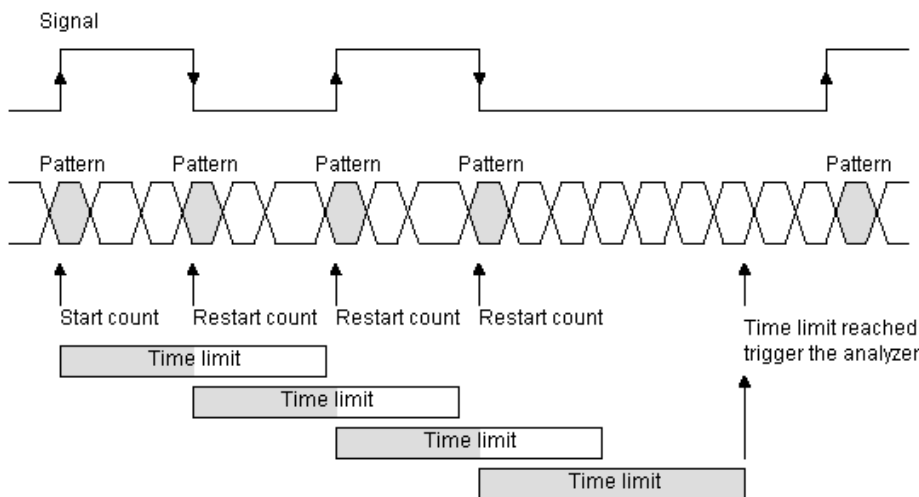 Signal
Pattern Pattern Pattern Pattern Pattern
Start count Restart count Restart count Restart count
Time limit reached
trigger the analyzer
Time limit
Time limit
Time limit
Time limit